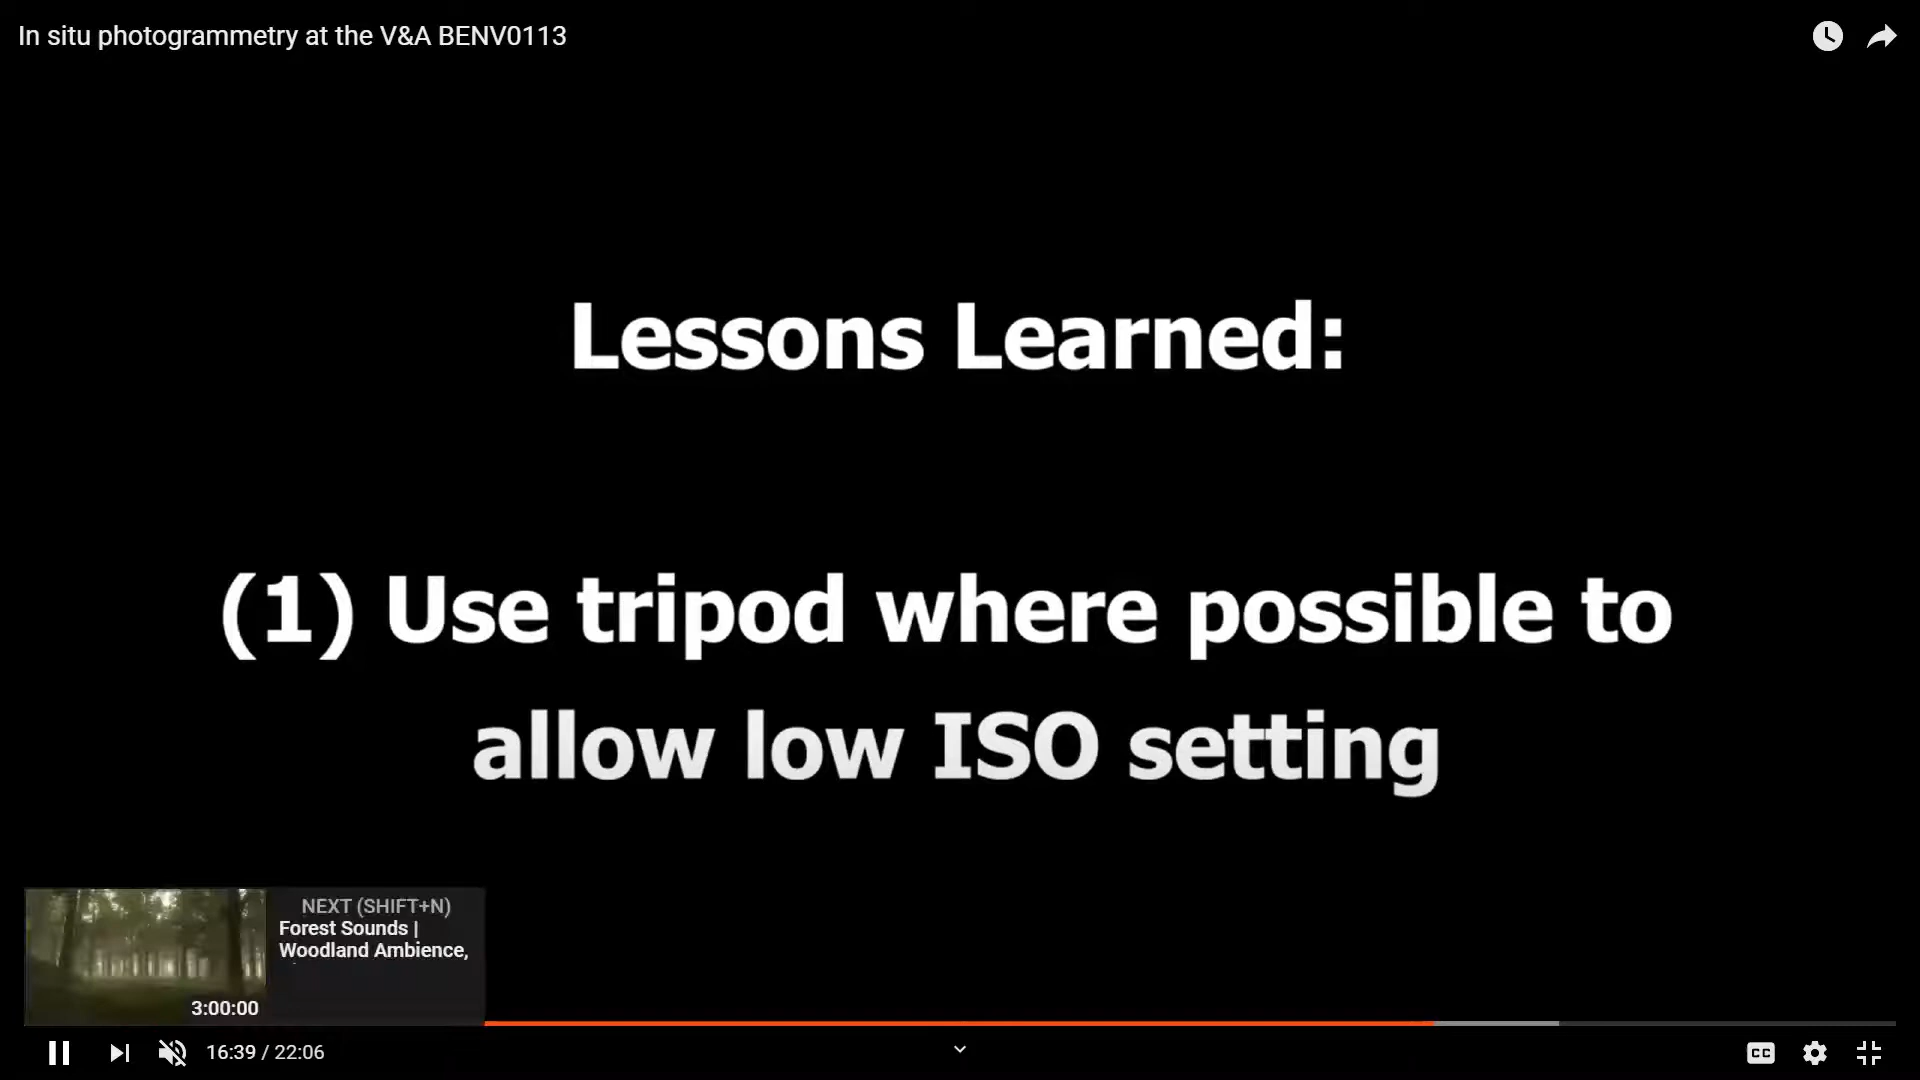 In situ photogrammetry at the V&A BENV0113
Lessons Learned:
(1) Use tripod where possible to
allow low ISO setting
NEXT (SHIFT+N)
Forest Sounds |
Woodland Ambience,
3:00:00
16:39 / 22:06
CC